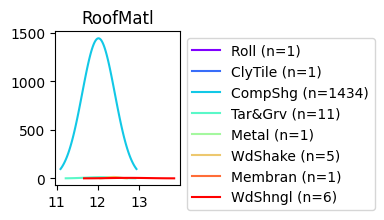 RoofMatl
1500
1000
500
0
11 12 13
Roll (n=1)
ClyTile (n=1)
CompShg (n=1434)
Tar&Grv (n=11)
Metal (n=1)
WdShake (n=5)
Membran (n=1)
WdShngl (n=6)